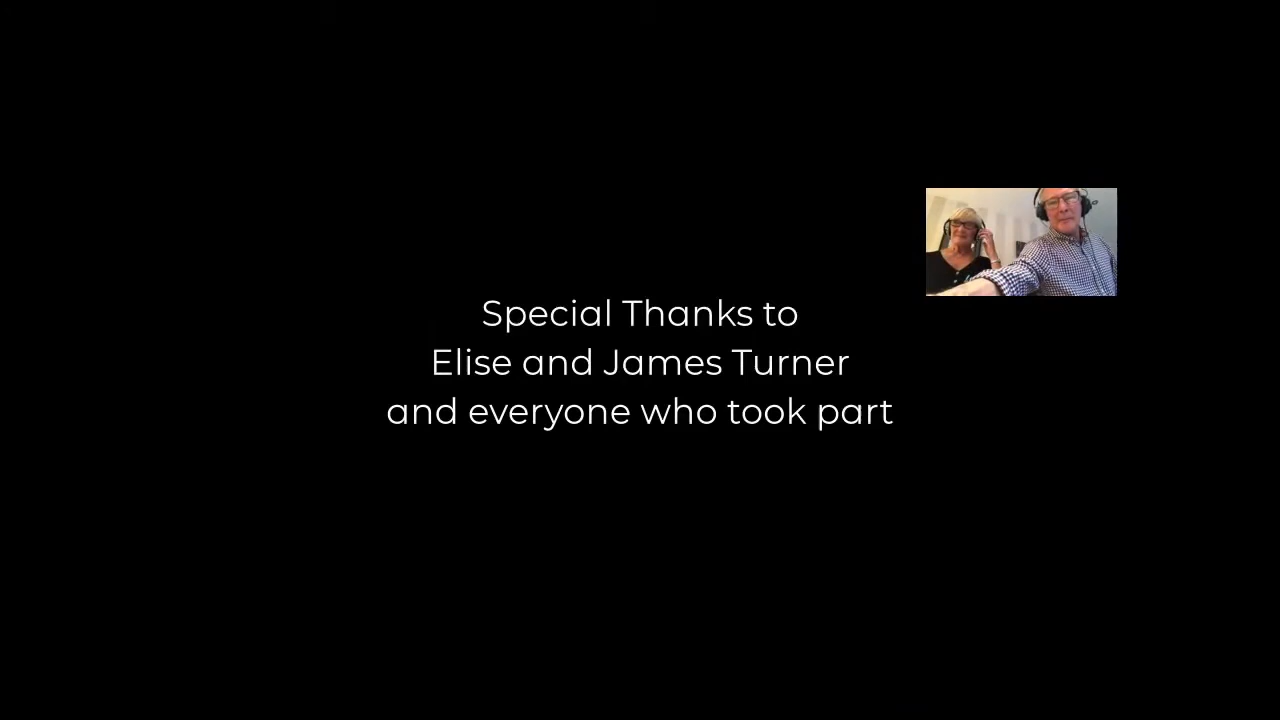 Special Thanks to
Elise and James Turner
and everyone who took part